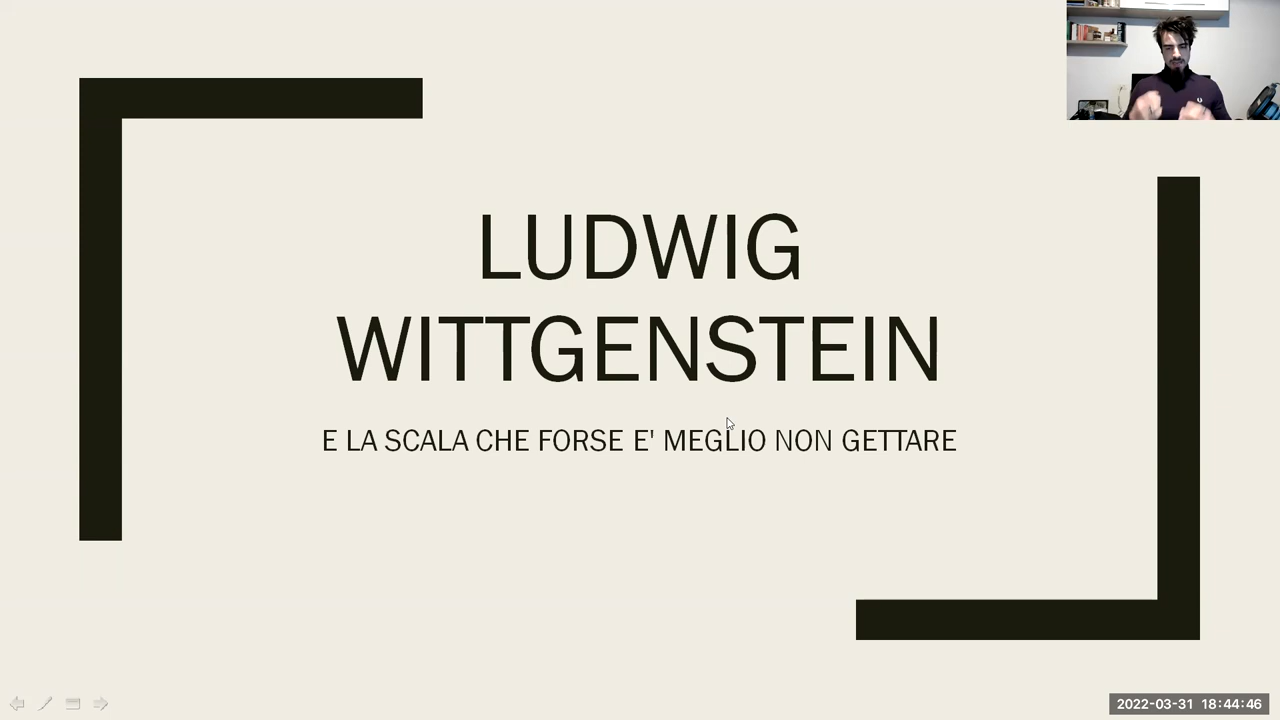 LUDWIG
WITTGENSTEIN
E LA SCALA CHE FORSE E' MEGLIO NON GETTARE
2022-03-31 18:44:46